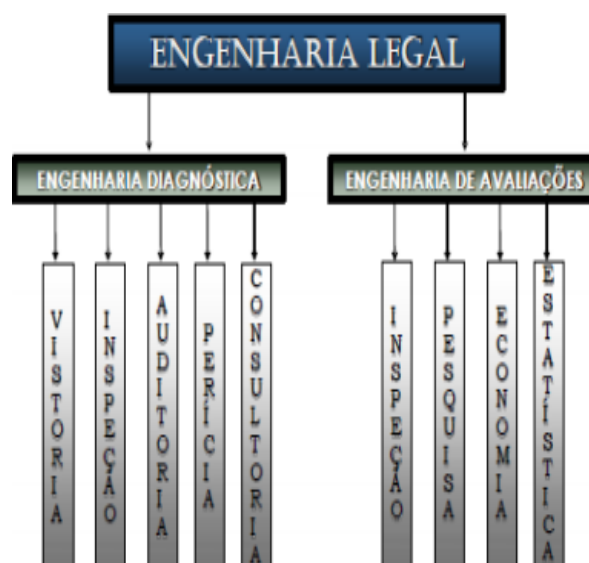 ENGENHARIA LEGAL
ENGENHARIA DIAGNÓSTICA
ENGENHARIA DE AVALIAÇÕES
VISTORIA
INSPEÇÃO
AUDITORIA
PERÍCIA
CONSULTORIA
INSPEÇÃO
PESQUISA
ECONOMIA
ESTATÍSTICA